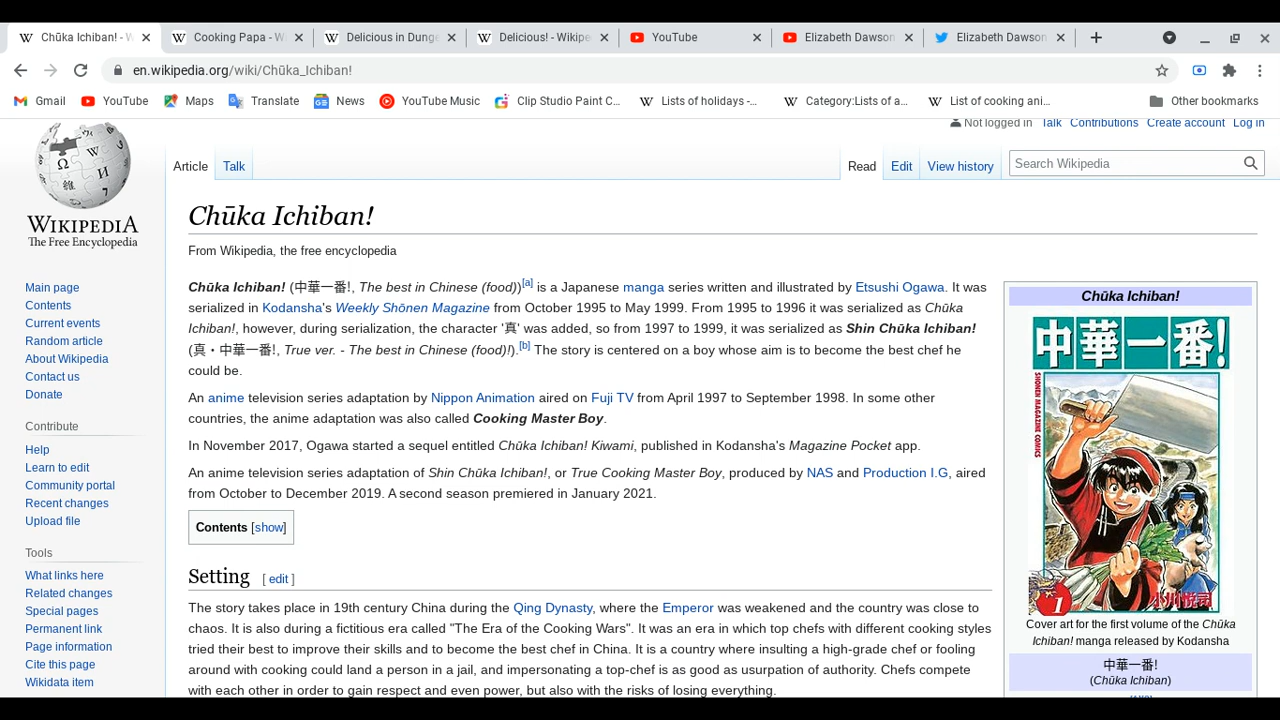 Chūka Ichiban! - W
Cooking Papa - W
Delicious in Dunge
Delicious! - Wikipe
YouTube
Elizabeth Dawson
Elizabeth Dawson
en.wikipedia.org/wiki/Chūka_Ichiban!
Gmail
YouTube
Maps
Translate
News
YouTube Music
Clip Studio Paint C...
Lists of holidays -...
Category:Lists of a...
List of cooking ani...
Other bookmarks
Not logged in Talk Contributions Create account Log in
Article Talk Read Edit View history Search Wikipedia
WIKIPEDIA
The Free Encyclopedia
Main page
Contents
Current events
Random article
About Wikipedia
Contact us
Donate
Contribute
Help
Learn to edit
Community portal
Recent changes
Upload file
Tools
What links here
Related changes
Special pages
Permanent link
Page information
Cite this page
Wikidata item
Chūka Ichiban!
From Wikipedia, the free encyclopedia
Chūka Ichiban! (中華一番!, The best in Chinese (food))[a] is a Japanese manga series written and illustrated by Etsushi Ogawa. It was
serialized in Kodansha's Weekly Shōnen Magazine from October 1995 to May 1999. From 1995 to 1996 it was serialized as Chūka
Ichiban!, however, during serialization, the character '真' was added, so from 1997 to 1999, it was serialized as Shin Chūka Ichiban!
(真・中華一番!, True ver. - The best in Chinese (food)!).[b] The story is centered on a boy whose aim is to become the best chef he
could be.
An anime television series adaptation by Nippon Animation aired on Fuji TV from April 1997 to September 1998. In some other
countries, the anime adaptation was also called Cooking Master Boy.
In November 2017, Ogawa started a sequel entitled Chūka Ichiban! Kiwami, published in Kodansha's Magazine Pocket app.
An anime television series adaptation of Shin Chūka Ichiban!, or True Cooking Master Boy, produced by NAS and Production I.G, aired
from October to December 2019. A second season premiered in January 2021.
Contents [show]
Setting [ edit ]
The story takes place in 19th century China during the Qing Dynasty, where the Emperor was weakened and the country was close to
chaos. It is also during a fictitious era called "The Era of the Cooking Wars". It was an era in which top chefs with different cooking styles
tried their best to improve their skills and to become the best chef in China. It is a country where insulting a high-grade chef or fooling
around with cooking could land a person in a jail, and impersonating a top-chef is as good as usurpation of authority. Chefs compete
with each other in order to gain respect and even power, but also with the risks of losing everything.
Chūka Ichiban!
中華一番!
SHONEN MAGAZINE COMICS
1
小川悦司
Cover art for the first volume of the Chūka
Ichiban! manga released by Kodansha
中華一番!
(Chūka Ichiban)